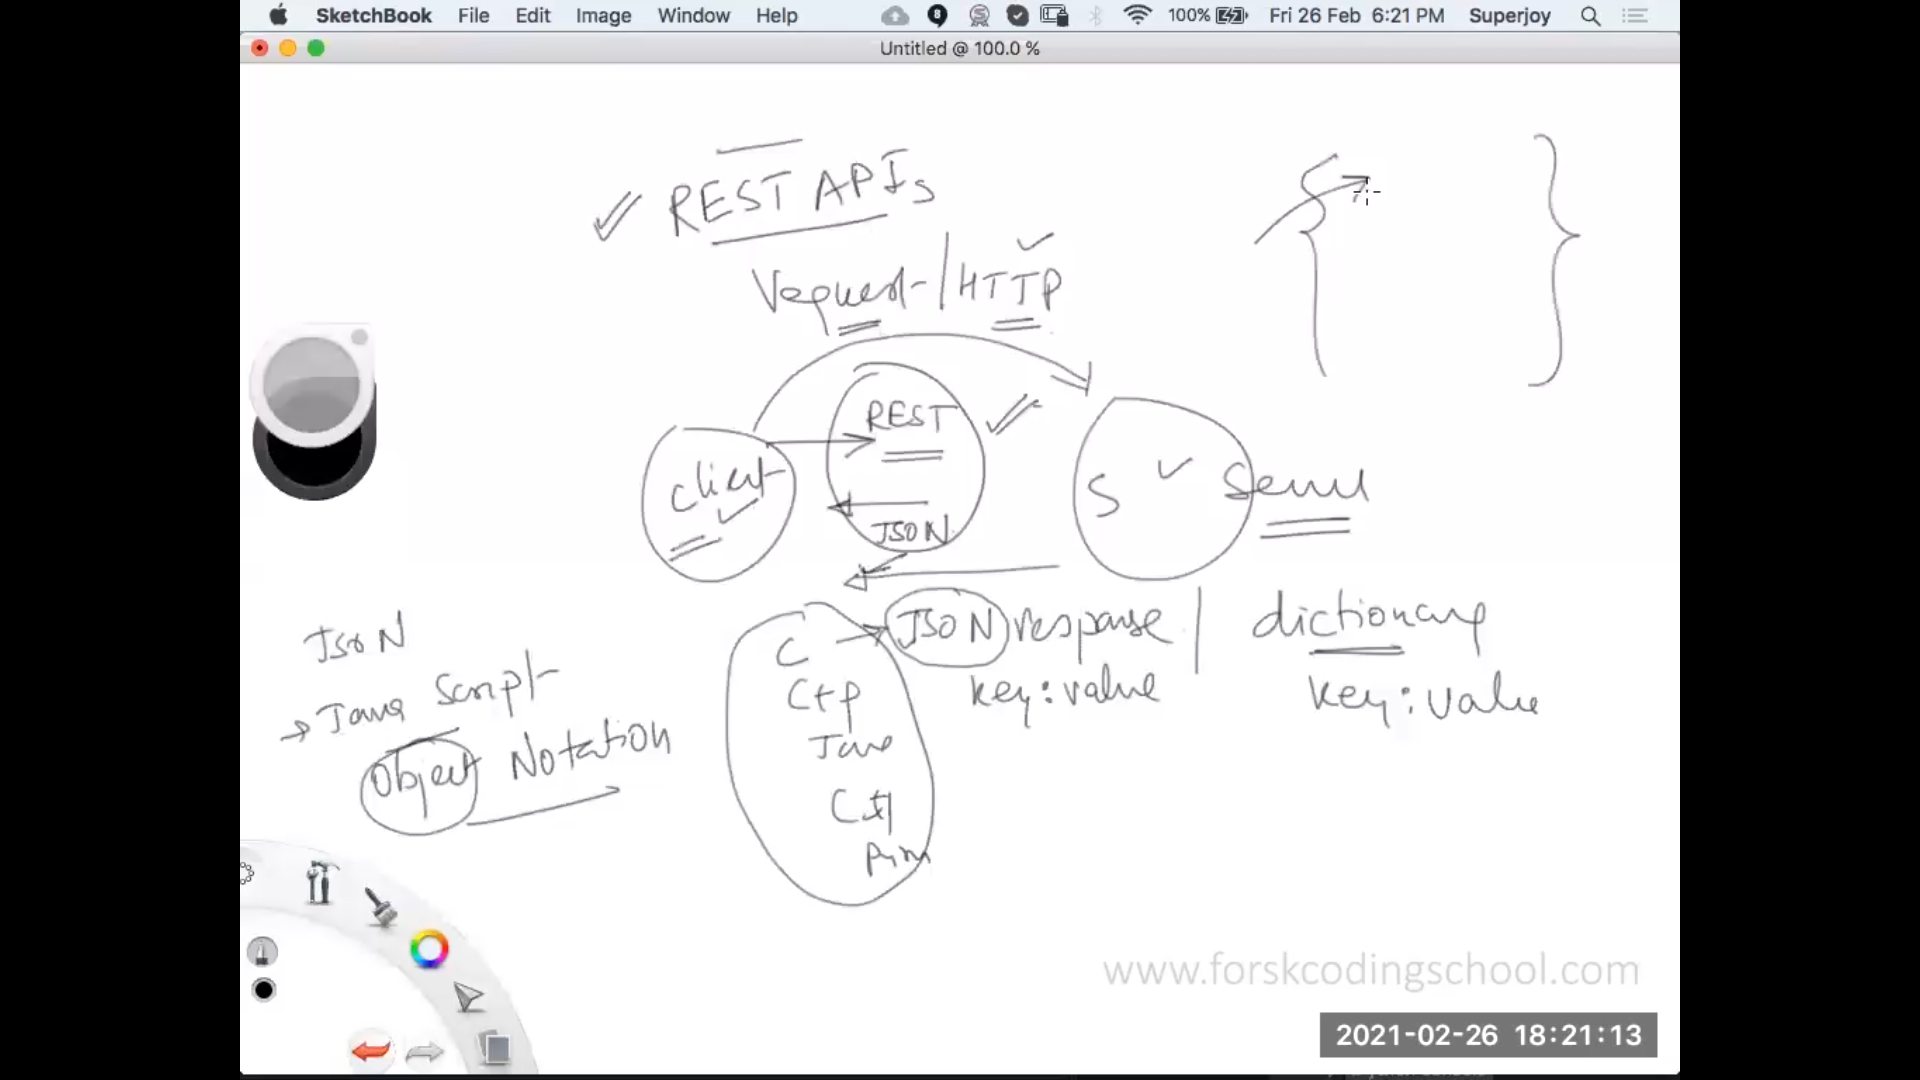 SketchBook File Edit Image Window Help 100% Fri 26 Feb 6:21 PM Superjoy
Untitled @ 100.0 %
REST APIs
request / HTTP
REST
client
S
JSON
JSON response | dictionary
key: value key: value
JSON
Java Script
Object Notation
C
Java
www.forskcodingschool.com
2021-02-26 18:21:13